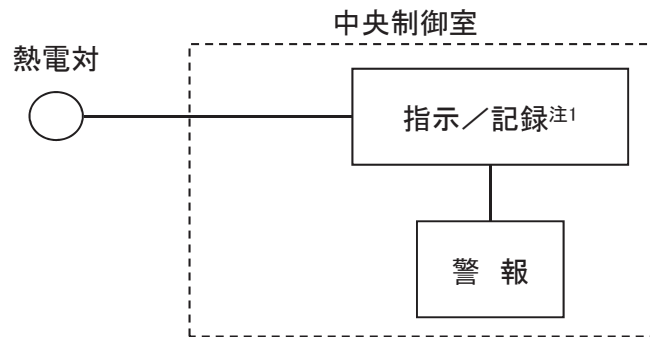 中央制御室
熱電対
指示／記録注1
警 報